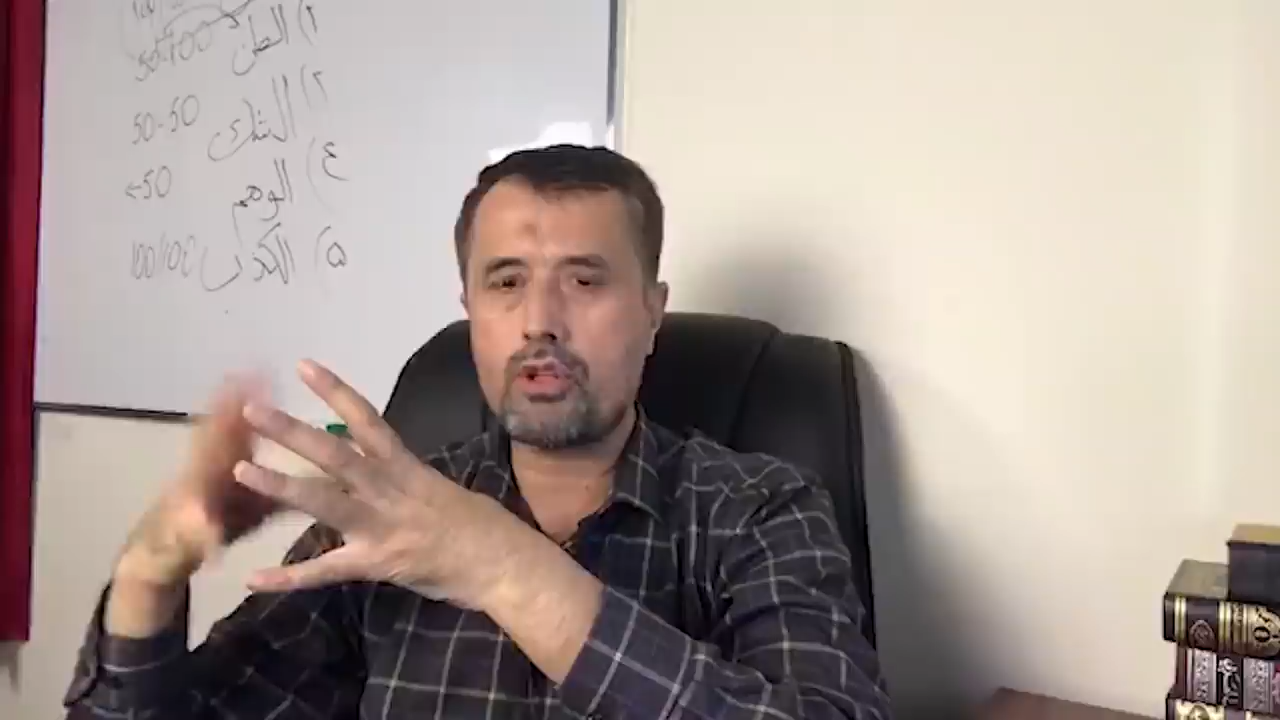 ٢) الظن 50-100
٣) الشك 50-50
٤) الوهم ←50
٥) الكذب 100/100